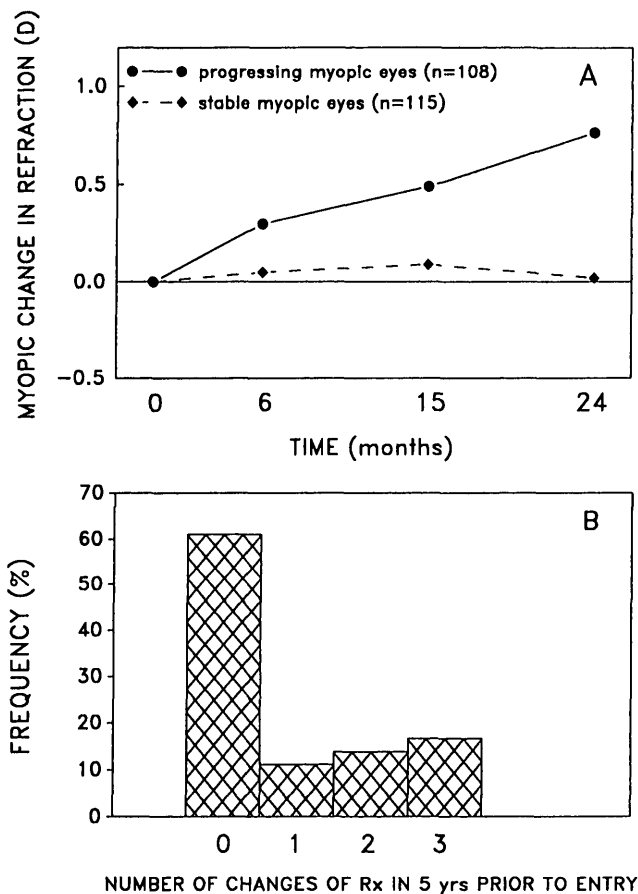 MYOPIC CHANGE IN REFRACTION (D)
A
progressing myopic eyes (n=108)
stable myopic eyes (n=115)
1.0
0.5
0.0
−0.5
0 6 15 24
TIME (months)
B
FREQUENCY (%)
70
60
50
40
30
20
10
0
0 1 2 3
NUMBER OF CHANGES OF Rx IN 5 yrs PRIOR TO ENTRY